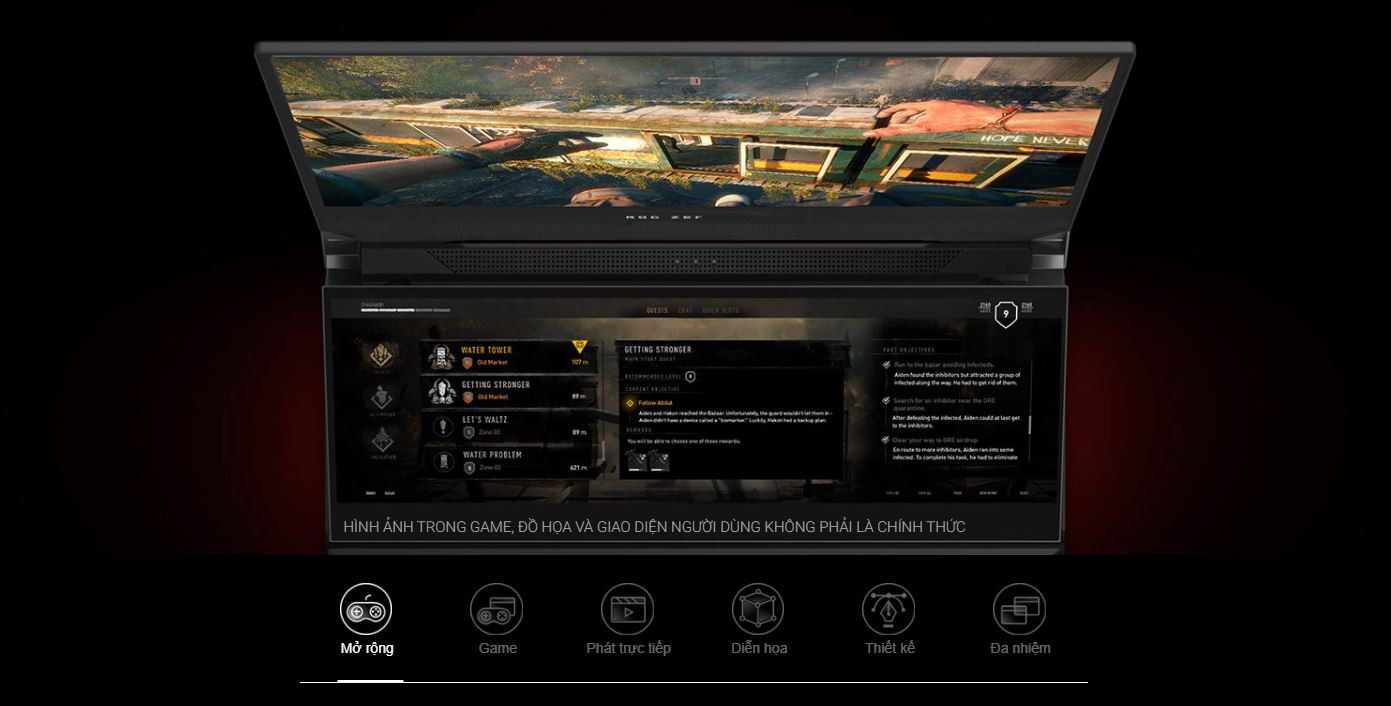 HOPE NEVER
ROG ZEP
GUESTS CHAT QUICK SLOTS
9
WATER TOWER
Old Market
107 m
GETTING STRONGER
Old Market
89 m
LET'S WALTZ
Zone 03
89 m
WATER PROBLEM
Zone 02
621 m
GETTING STRONGER
MAIN STORY QUEST
RECOMMENDED LEVEL
CURRENT OBJECTIVE
Follow Abdul.
Aiden and Hakon reached the Bazaar. Unfortunately, the guard wouldn't let them in -
Aiden didn't have a device called a "biomarker." Luckily, Hakon had a backup plan.
REWARDS
You will be able to choose one of those rewards:
PAST OBJECTIVES
Run to the bazar avoiding infecteds.
Aiden found the inhibitors but attracted a group of
infected along the way. He had to get rid of them.
Search for an inhibitor near the GRE
quarantine.
After defeating the infected, Aiden could at last get
to the inhibitors.
Clear your way to GRE airdrop.
En route to more inhibitors, Aiden ran into some
infected. To complete his task, he had to eliminate
HÌNH ẢNH TRONG GAME, ĐỒ HỌA VÀ GIAO DIỆN NGƯỜI DÙNG KHÔNG PHẢI LÀ CHÍNH THỨC
Mở rộng
Game
Phát trực tiếp
Diễn họa
Thiết kế
Đa nhiệm